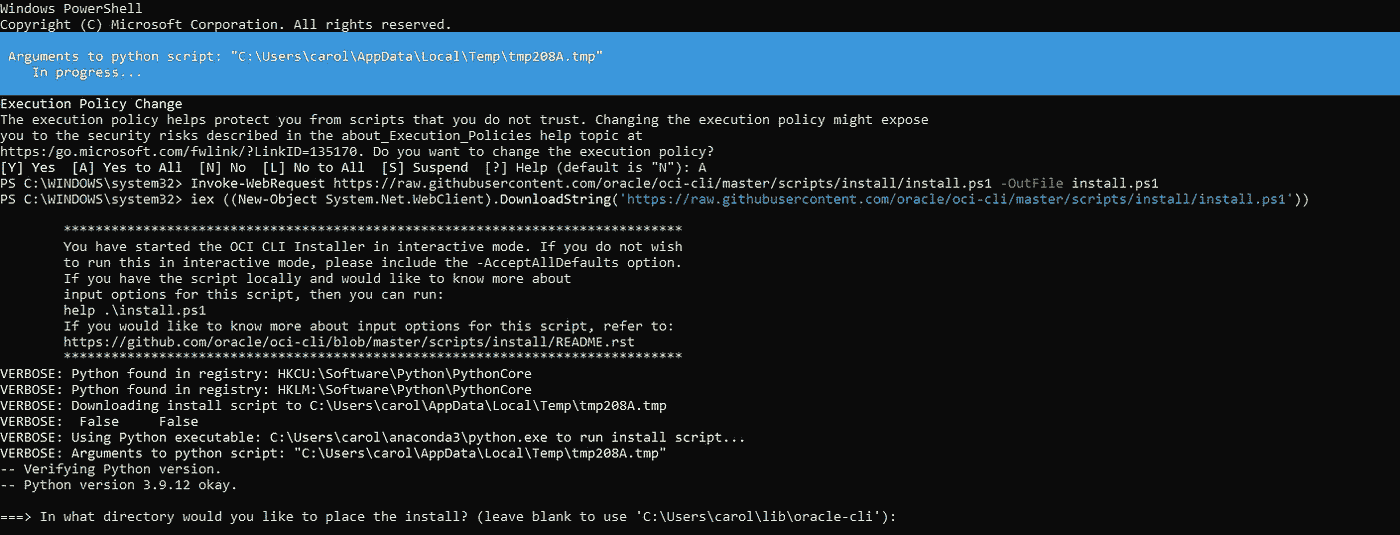 Windows PowerShell
Copyright (C) Microsoft Corporation. All rights reserved.
Arguments to python script: "C:\Users\carol\AppData\Local\Temp\tmp208A.tmp"
In progress...
Execution Policy Change
The execution policy helps protect you from scripts that you do not trust. Changing the execution policy might expose
you to the security risks described in the about_Execution_Policies help topic at
https:/go.microsoft.com/fwlink/?LinkID=135170. Do you want to change the execution policy?
[Y] Yes  [A] Yes to All  [N] No  [L] No to All  [S] Suspend  [?] Help (default is "N"): A
PS C:\WINDOWS\system32> Invoke-WebRequest https://raw.githubusercontent.com/oracle/oci-cli/master/scripts/install/install.ps1 -OutFile install.ps1
PS C:\WINDOWS\system32> iex ((New-Object System.Net.WebClient).DownloadString('https://raw.githubusercontent.com/oracle/oci-cli/master/scripts/install/install.ps1'))
******************************************************************************
You have started the OCI CLI Installer in interactive mode. If you do not wish
to run this in interactive mode, please include the -AcceptAllDefaults option.
If you have the script locally and would like to know more about
input options for this script, then you can run:
help .\install.ps1
If you would like to know more about input options for this script, refer to:
https://github.com/oracle/oci-cli/blob/master/scripts/install/README.rst
******************************************************************************
VERBOSE: Python found in registry: HKCU:\Software\Python\PythonCore
VERBOSE: Python found in registry: HKLM:\Software\Python\PythonCore
VERBOSE: Downloading install script to C:\Users\carol\AppData\Local\Temp\tmp208A.tmp
VERBOSE:  False     False
VERBOSE: Using Python executable: C:\Users\carol\anaconda3\python.exe to run install script...
VERBOSE: Arguments to python script: "C:\Users\carol\AppData\Local\Temp\tmp208A.tmp"
-- Verifying Python version.
-- Python version 3.9.12 okay.
===> In what directory would you like to place the install? (leave blank to use 'C:\Users\carol\lib\oracle-cli'):